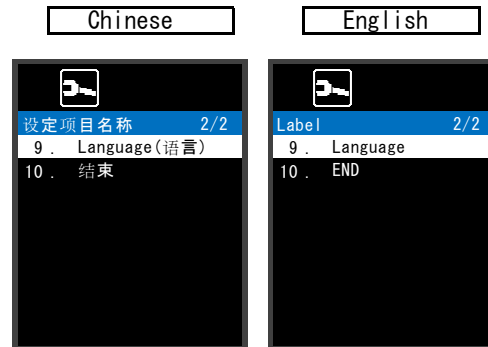 Chinese
设定项目名称 2/2
9. Language(语言)
10. 结束
English
Label 2/2
9. Language
10. END